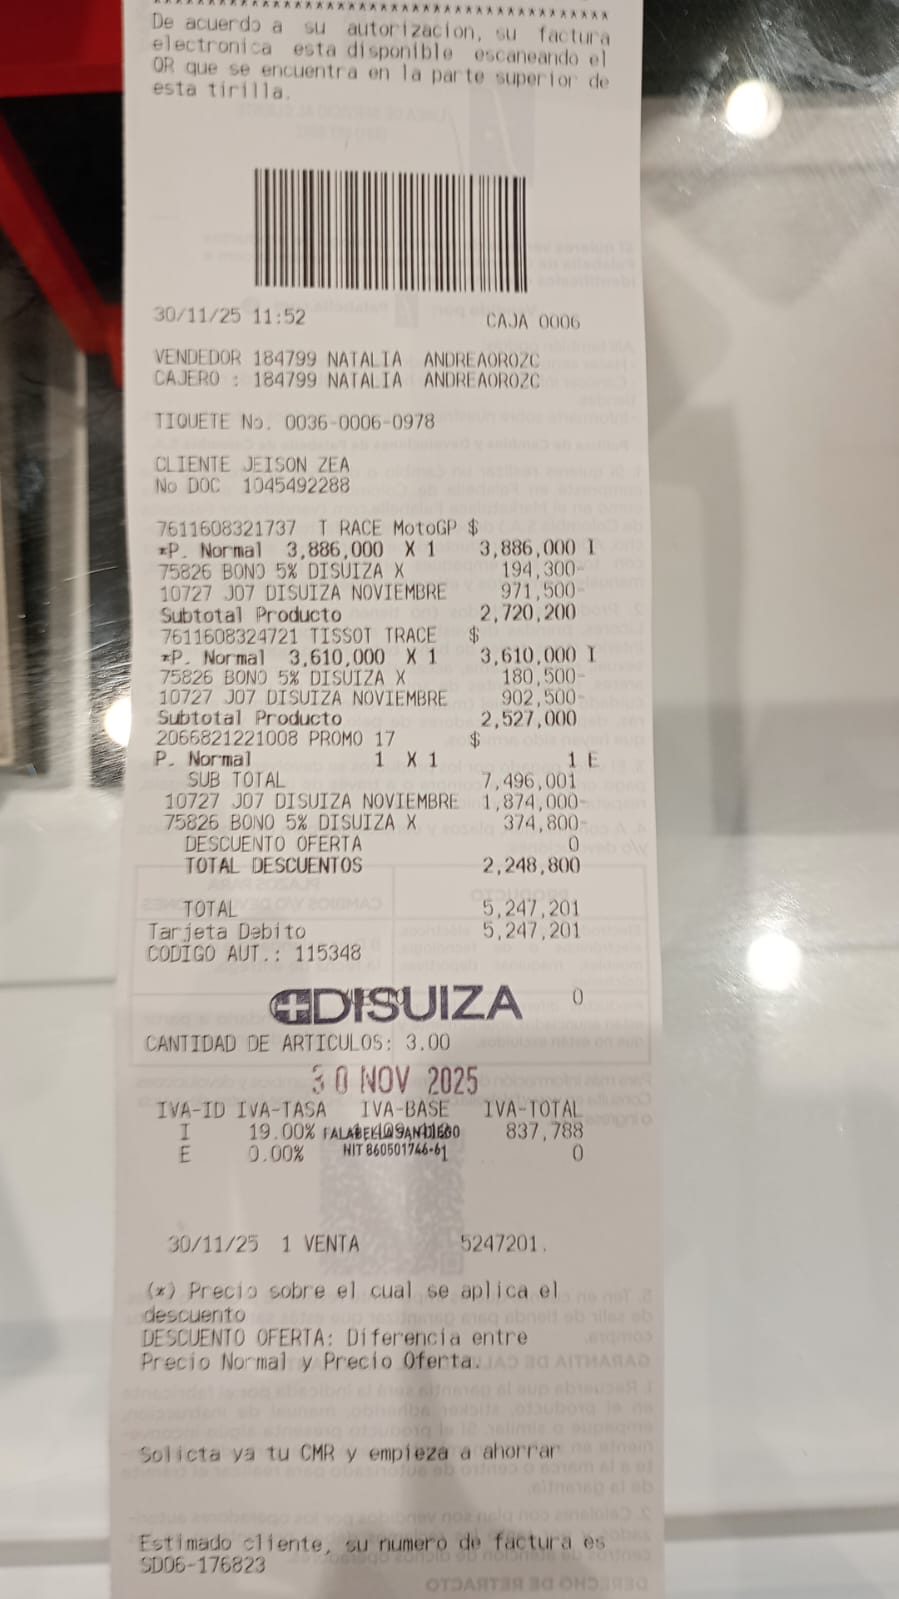 De acuerdo a su autorizacion, su factura
electronica esta disponible escaneando el
QR que se encuentra en la parte superior de
esta tirilla.
30/11/25 11:52 CAJA 0006
VENDEDOR 184799 NATALIA ANDREAOROZC
CAJERO : 184799 NATALIA ANDREAOROZC
TIQUETE No. 0036-0006-0978
CLIENTE JEISON ZEA
No DOC 1045492288
7611608321737 T RACE MotoGP $
*P. Normal 3,886,000 X 1 3,886,000 I
75826 BONO 5% DISUIZA X 194,300-
10727 J07 DISUIZA NOVIEMBRE 971,500-
Subtotal Producto 2,720,200
7611608324721 TISSOT TRACE $
*P. Normal 3,610,000 X 1 3,610,000 I
75826 BONO 5% DISUIZA X 180,500-
10727 J07 DISUIZA NOVIEMBRE 902,500-
Subtotal Producto 2,527,000
2066821221008 PROMO 17 $
P. Normal 1 X 1 1 E
SUB TOTAL 7,496,001
10727 J07 DISUIZA NOVIEMBRE 1,874,000-
75826 BONO 5% DISUIZA X 374,800-
DESCUENTO OFERTA 0
TOTAL DESCUENTOS 2,248,800
TOTAL 5,247,201
Tarjeta Debito 5,247,201
CODIGO AUT.: 115348
DISUIZA 0
CANTIDAD DE ARTICULOS: 3.00
30 NOV 2025
IVA-ID IVA-TASA IVA-BASE IVA-TOTAL
I 19.00% FALABELLA SAN DIEGO 837,788
E 0.00% NIT 860501746-61 0
30/11/25 1 VENTA 5247201.
(*) Precio sobre el cual se aplica el
descuento
DESCUENTO OFERTA: Diferencia entre
Precio Normal y Precio Oferta.
Solicta ya tu CMR y empieza a ahorrar
Estimado cliente, su numero de factura es
SD06-176823